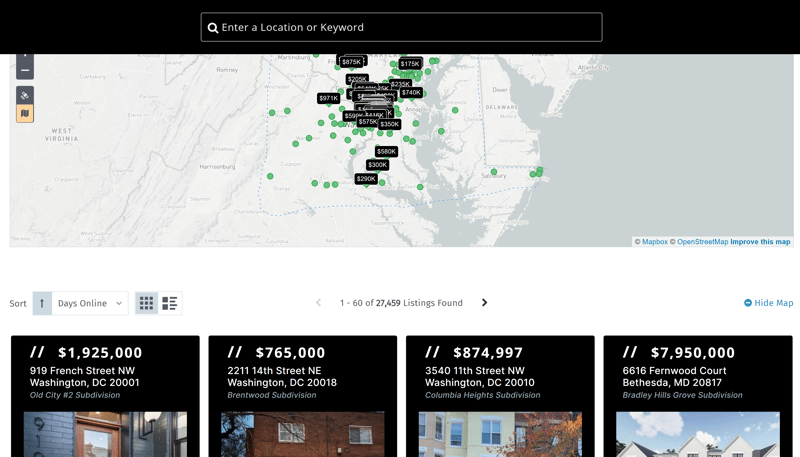 Enter a Location or Keyword
Martinsburg
$875K
$175K
Romney
$205K
$235K
$740K
$971K
Annapolis
Dover
DELAWARE
Atlantic City
WEST
VIRGINIA
$599K
$575K
$350K
Harrisonburg
$580K
$300K
$290K
Salisbury
© Mapbox © OpenStreetMap Improve this map
Sort
Days Online
1 - 60 of 27,459 Listings Found
Hide Map
// $1,925,000
919 French Street NW
Washington, DC 20001
Old City #2 Subdivision
// $765,000
2211 14th Street NE
Washington, DC 20018
Brentwood Subdivision
// $874,997
3540 11th Street NW
Washington, DC 20010
Columbia Heights Subdivision
// $7,950,000
6616 Fernwood Court
Bethesda, MD 20817
Bradley Hills Grove Subdivision